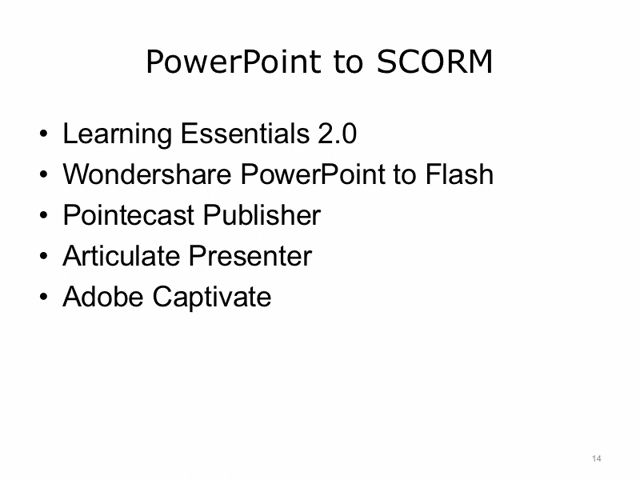 PowerPoint to SCORM
• Learning Essentials 2.0
• Wondershare PowerPoint to Flash
• Pointecast Publisher
• Articulate Presenter
• Adobe Captivate
14